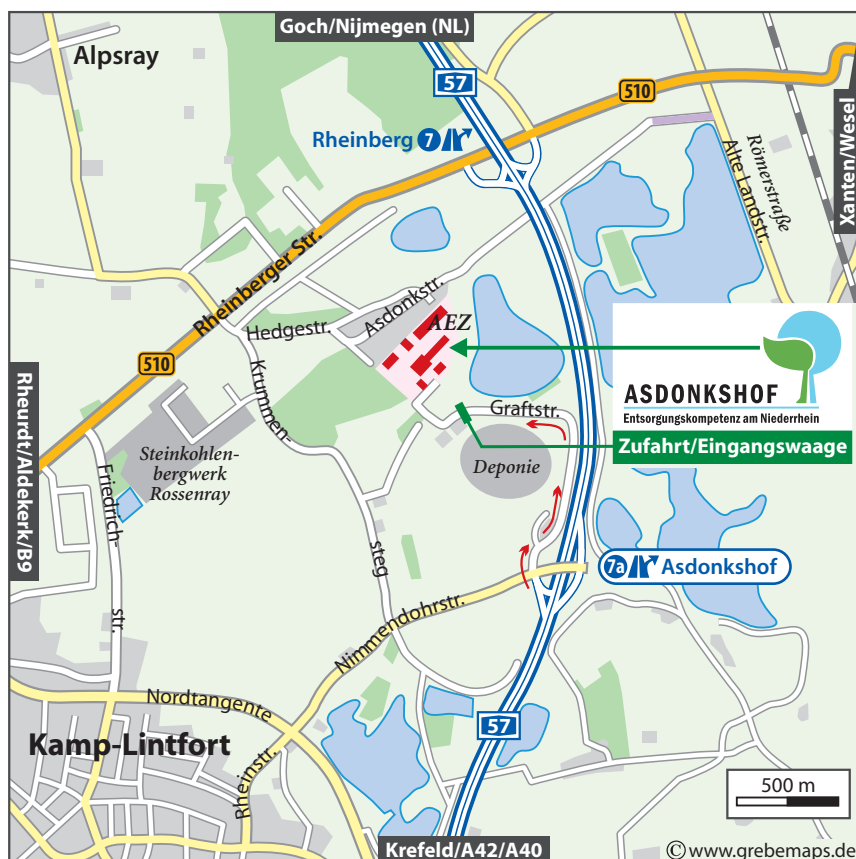 Goch/Nijmegen (NL)
Alpsray
57
510
510
Rheinberg 7
Xanten/Wesel
Römerstraße
Alte Landstr.
Rheinberger Str.
Asdonkstr.
AEZ
Hedgestr.
510
ASDONKSHOF
Entsorgungskompetenz am Niederrhein
Zufahrt/Eingangswaage
Graftstr.
Deponie
Krummen-
steg
Steinkohlen-
bergwerk
Rossenray
Rheurdt/Aldekerk/B9
Friedrich-
str.
7a Asdonkshof
Nimmendohrstr.
Nordtangente
57
Kamp-Lintfort
Rheinstr.
500 m
Krefeld/A42/A40
© www.grebemaps.de